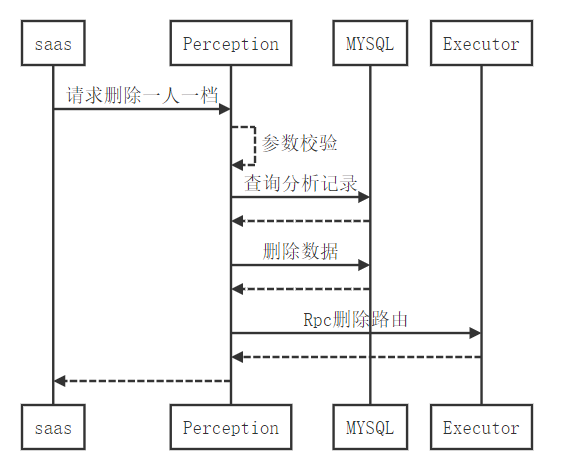 saas
Perception
MYSQL
Executor
请求删除一人一档
参数校验
查询分析记录
删除数据
Rpc删除路由
saas
Perception
MYSQL
Executor